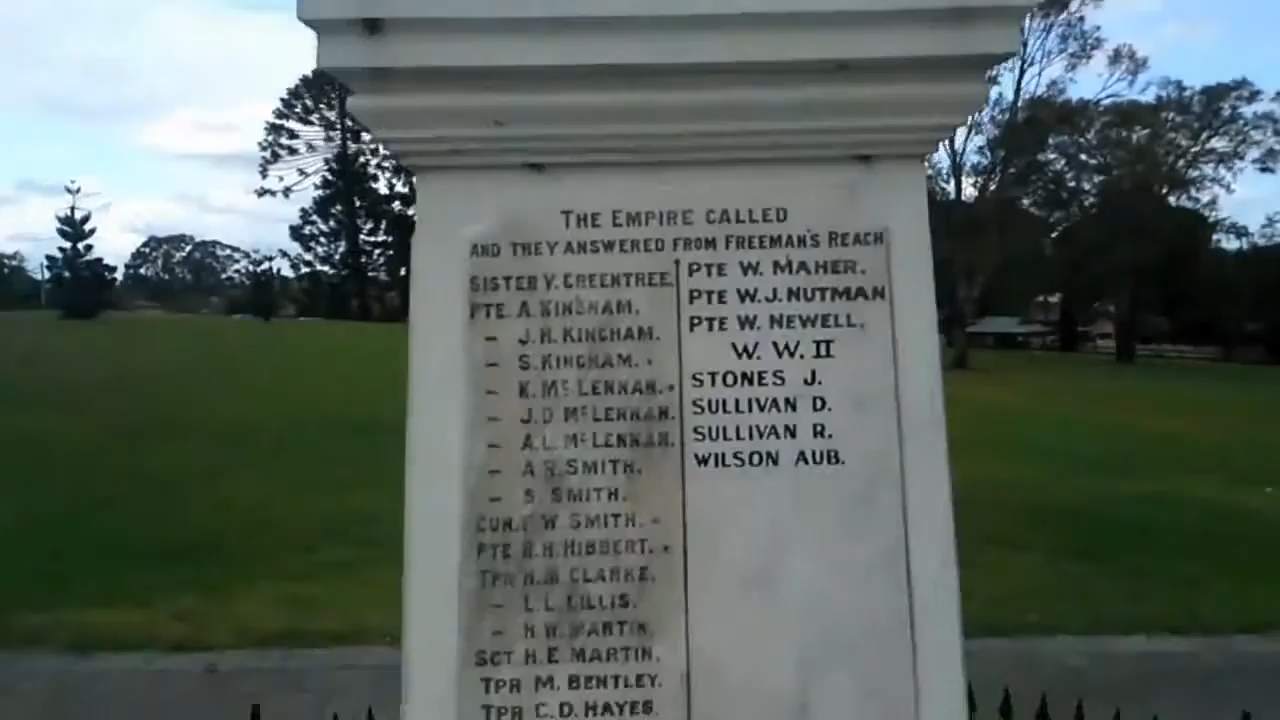 THE EMPIRE CALLED
AND THEY ANSWERED FROM FREEMAN'S REACH
SISTER V. GREENTREE.
PTE. A. KINGHAM.
– J.H. KINGHAM.
– S. KINGHAM.
– K. McLENNAN.
– J.D. McLENNAN.
– A.L. McLENNAN.
– A.R. SMITH.
– S. SMITH.
W SMITH.
PTE R.H. HIBBERT.
TPR H.M. CLARKE.
– L.L. LILLIS.
– H.W. MARTIN.
SGT H.E. MARTIN.
TPR M. BENTLEY.
TPR C.D. HAYES.
PTE W. MAHER.
PTE W.J. NUTMAN
PTE W. NEWELL.
W. W. II
STONES J.
SULLIVAN D.
SULLIVAN R.
WILSON AUB.